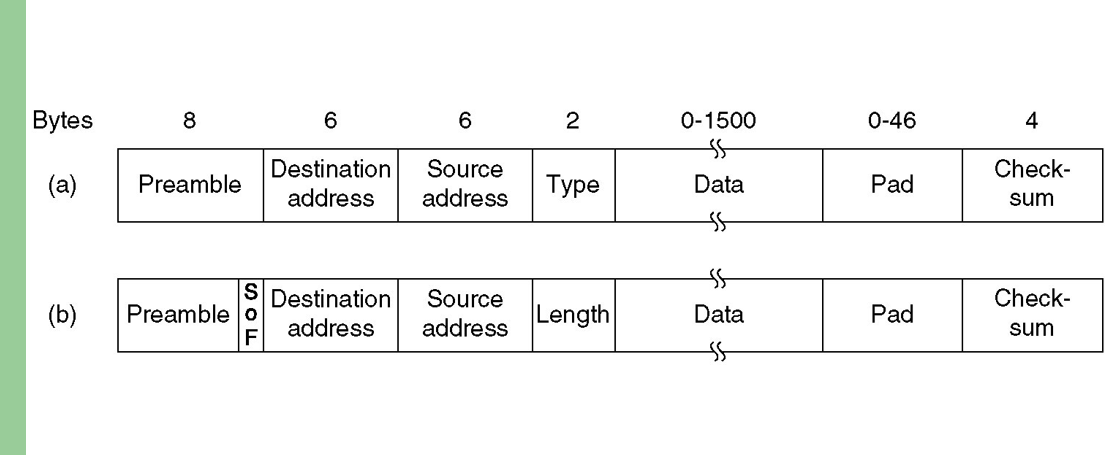 Bytes 8 6 6 2 0-1500 0-46 4
(a) Preamble Destination address Source address Type Data Pad Check-sum
(b) Preamble SoF Destination address Source address Length Data Pad Check-sum